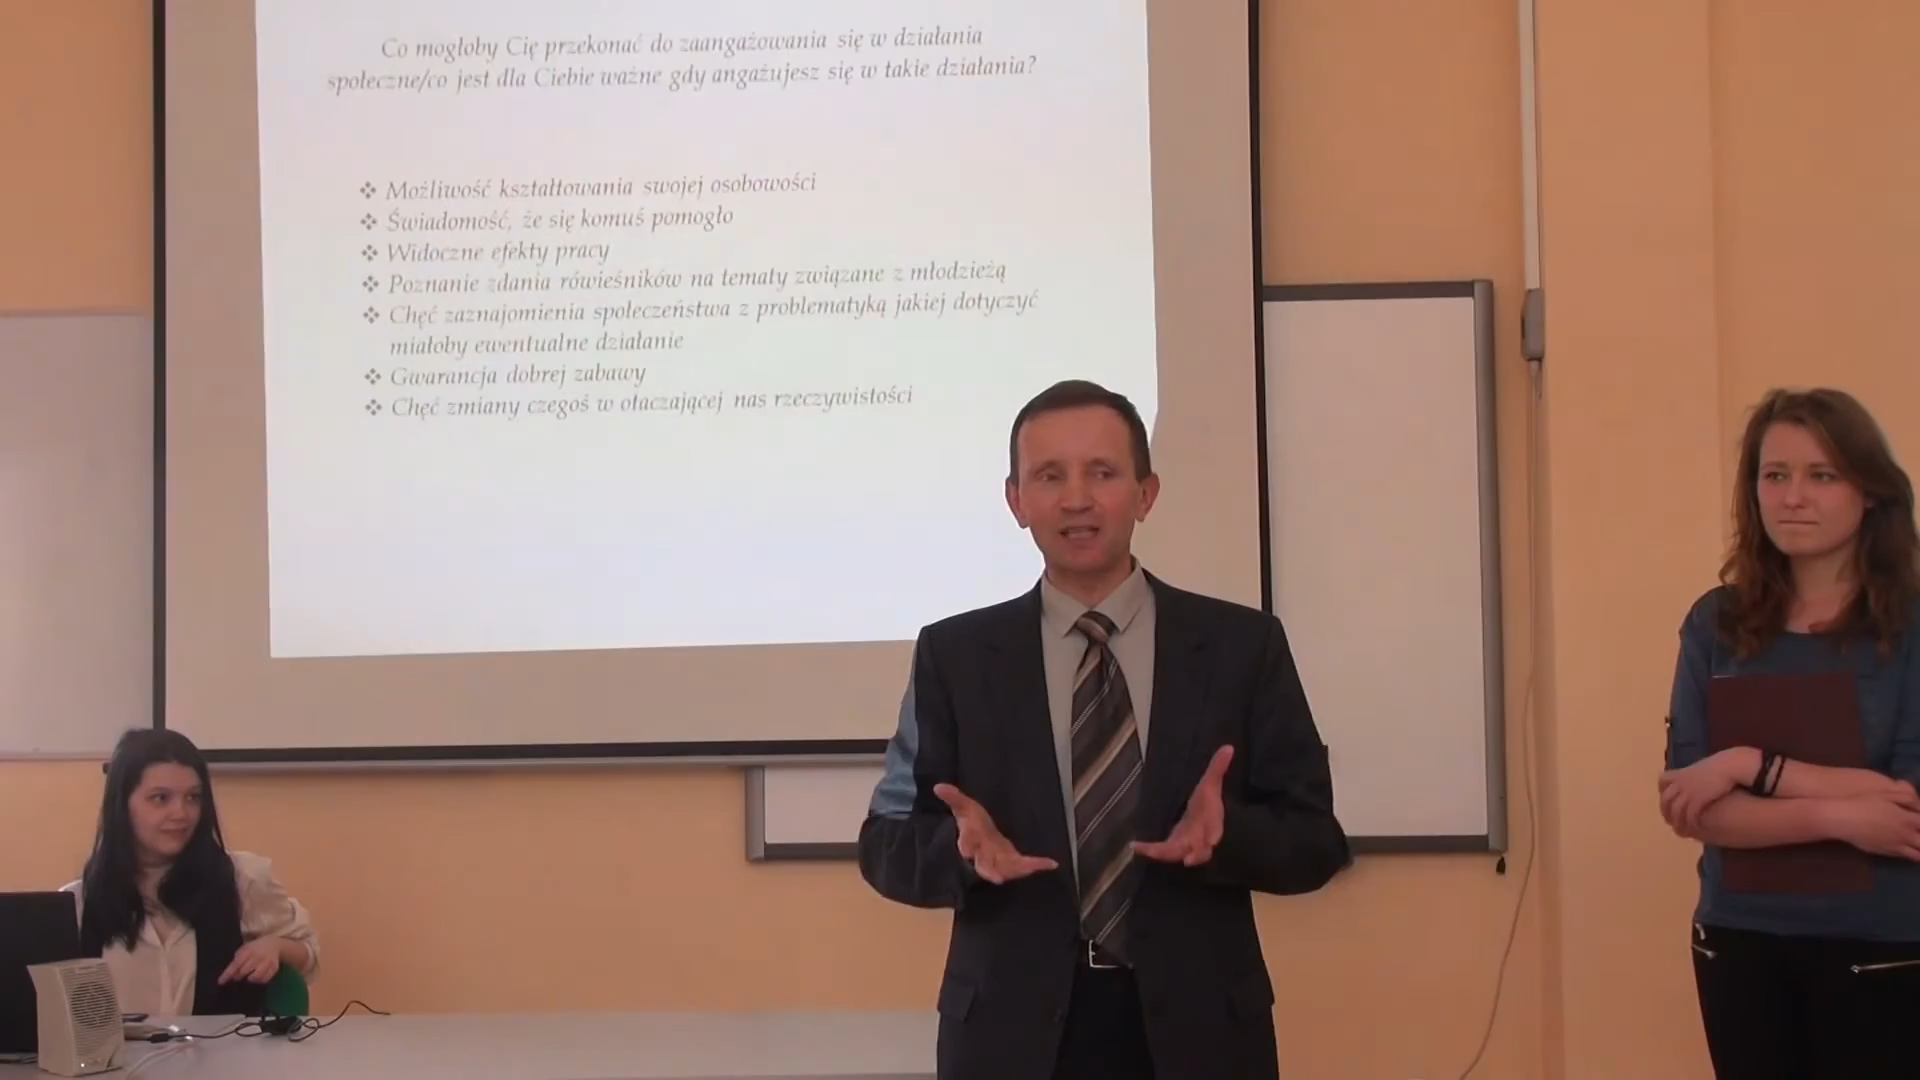 Co mogłoby Cię przekonać do zaangażowania się w działania
społeczne/co jest dla Ciebie ważne gdy angażujesz się w takie działania?
❖ Możliwość kształtowania swojej osobowości
❖ Świadomość, że się komuś pomogło
❖ Widoczne efekty pracy
❖ Poznanie zdania rówieśników na tematy związane z młodzieżą
❖ Chęć zaznajomienia społeczeństwa z problematyką jakiej dotyczyć
miałoby ewentualne działanie
❖ Gwarancja dobrej zabawy
❖ Chęć zmiany czegoś w otaczającej nas rzeczywistości